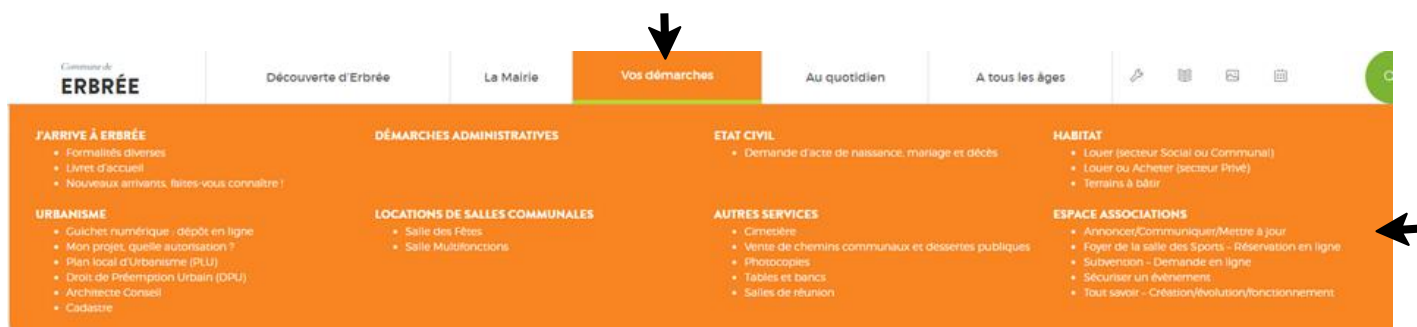 Commune de
ERBRÉE
Découverte d'Erbrée
La Mairie
Vos démarches
Au quotidien
A tous les âges
J'ARRIVE À ERBRÉE
Formalités diverses
Livret d'accueil
Nouveaux arrivants, faites-vous connaître !
DÉMARCHES ADMINISTRATIVES
ETAT CIVIL
Demande d'acte de naissance, mariage et décès
HABITAT
Louer (secteur Social ou Communal)
Louer ou Acheter (secteur Privé)
Terrains à bâtir
URBANISME
Guichet numérique : dépôt en ligne
Mon projet, quelle autorisation ?
Plan local d'Urbanisme (PLU)
Droit de Préemption Urbain (DPU)
Architecte Conseil
Cadastre
LOCATIONS DE SALLES COMMUNALES
Salle des Fêtes
Salle Multifonctions
AUTRES SERVICES
Cimetière
Vente de chemins communaux et dessertes publiques
Photocopies
Tables et bancs
Salles de réunion
ESPACE ASSOCIATIONS
Annoncer/Communiquer/Mettre à jour
Foyer de la salle des Sports - Réservation en ligne
Subvention - Demande en ligne
Sécuriser un évènement
Tout savoir - Création/évolution/fonctionnement